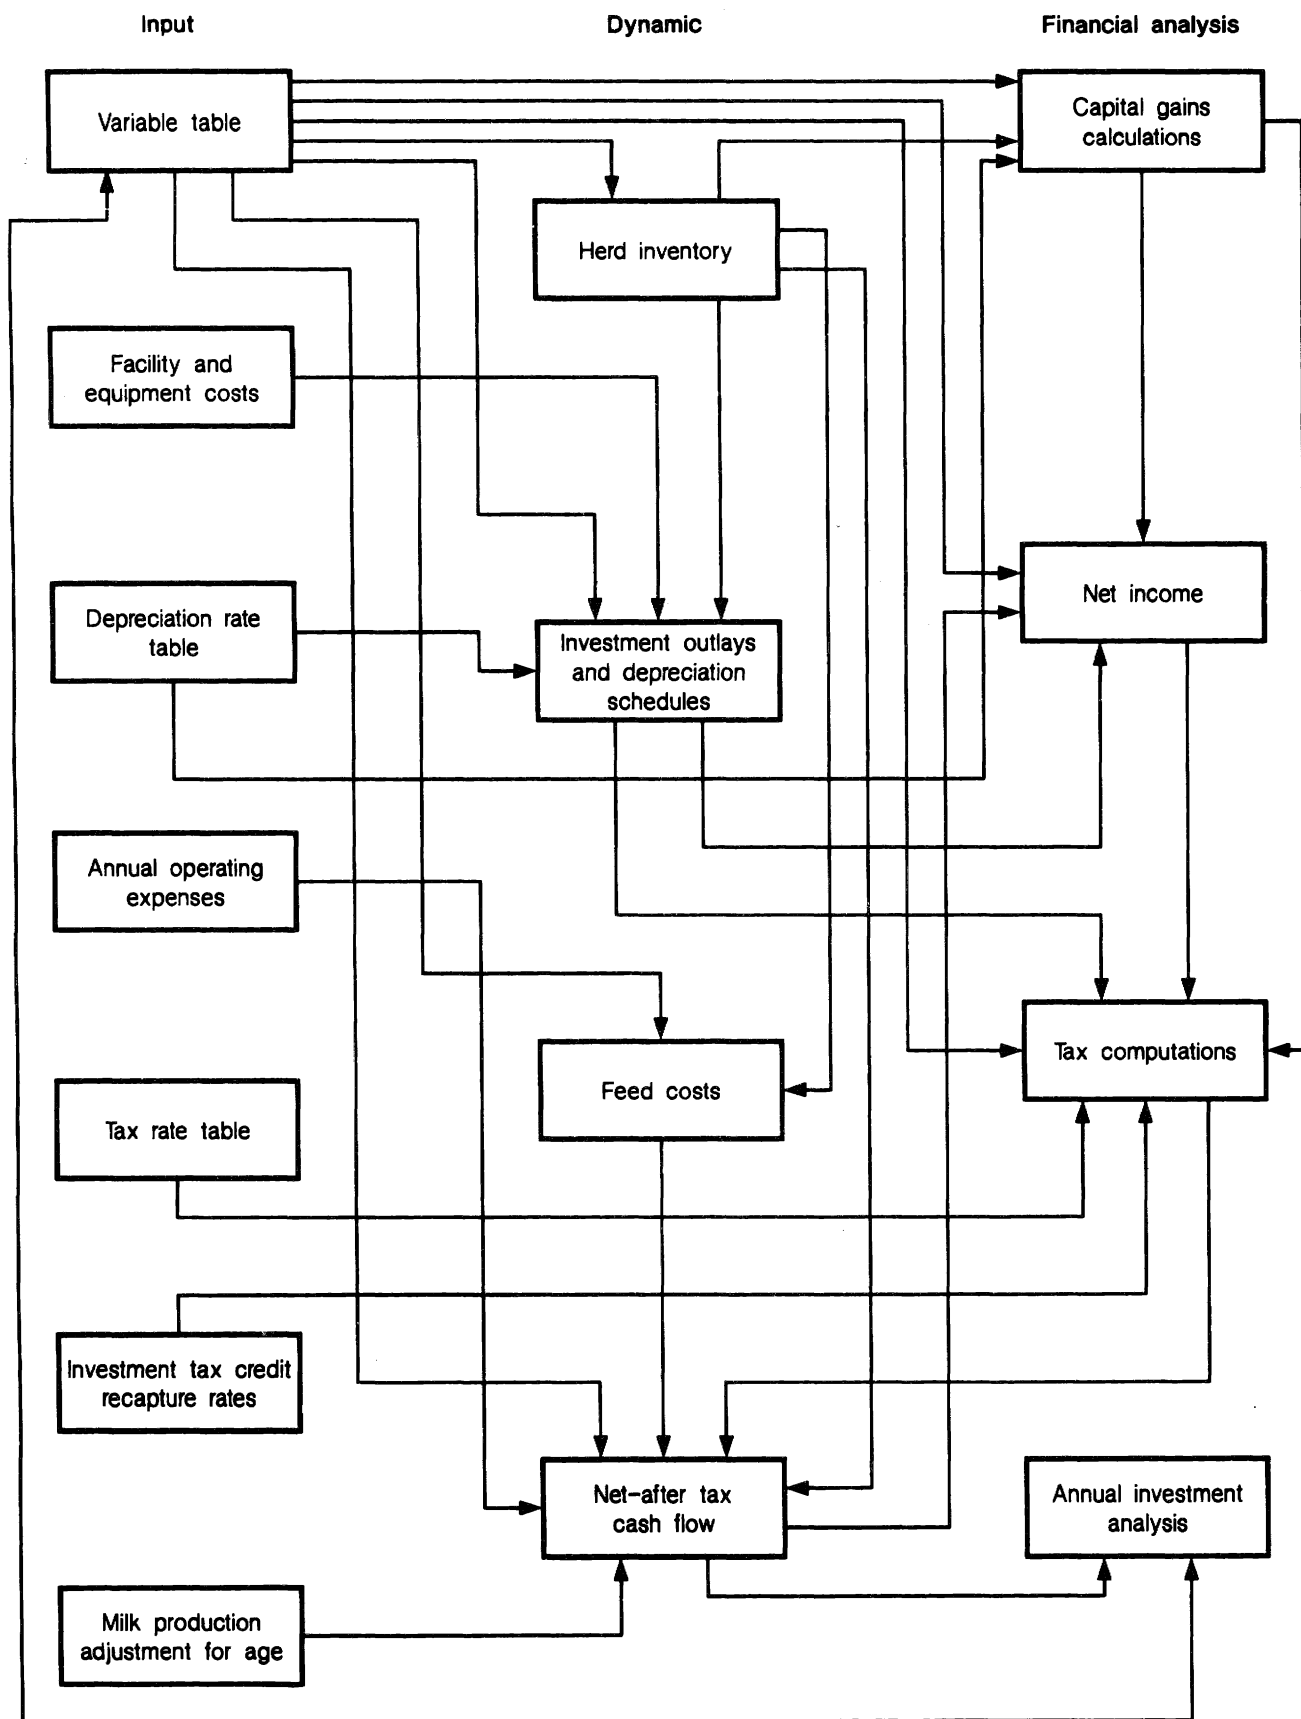 Input
Dynamic
Financial analysis
Variable table
Capital gains
calculations
Herd inventory
Facility and
equipment costs
Net income
Depreciation rate
table
Investment outlays
and depreciation
schedules
Annual operating
expenses
Tax computations
Feed costs
Tax rate table
Investment tax credit
recapture rates
Net-after tax
cash flow
Annual investment
analysis
Milk production
adjustment for age